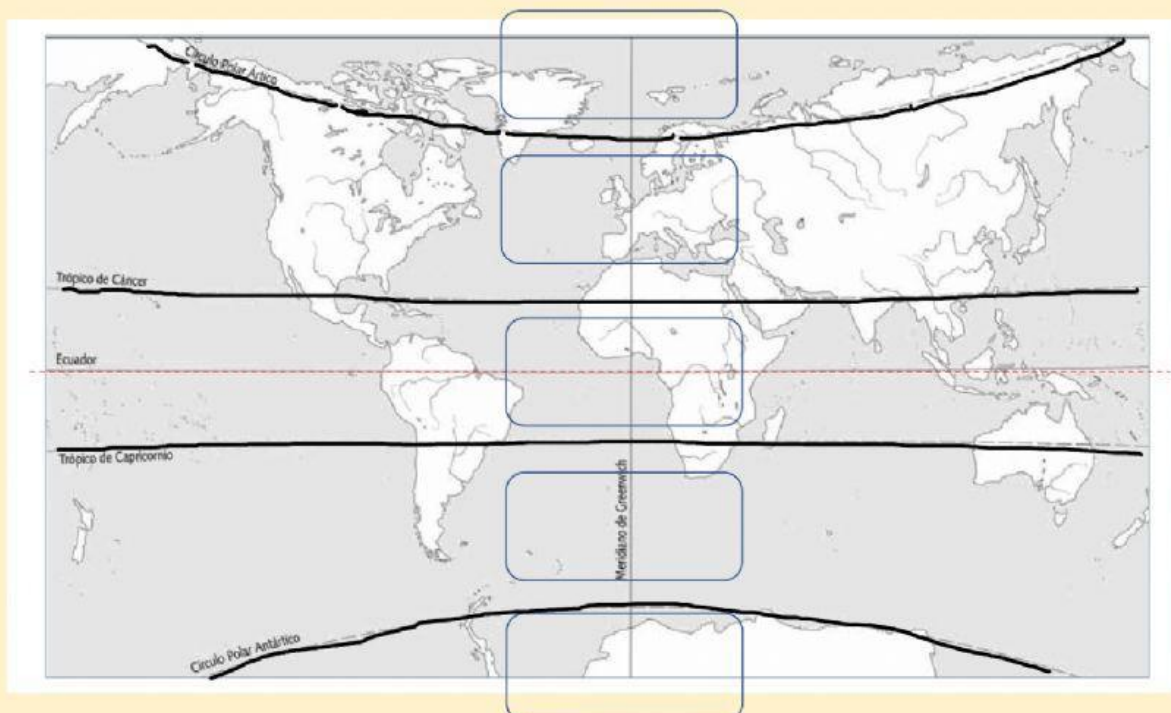 Círculo Polar Ártico
Trópico de Cáncer
Ecuador
Trópico de Capricornio
Meridiano de Greenwich
Círculo Polar Antártico